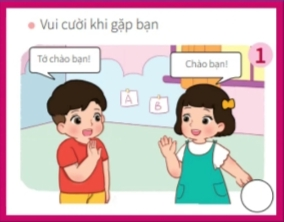 Vui cười khi gặp bạn
1
Tớ chào bạn!
Chào bạn!
A
B